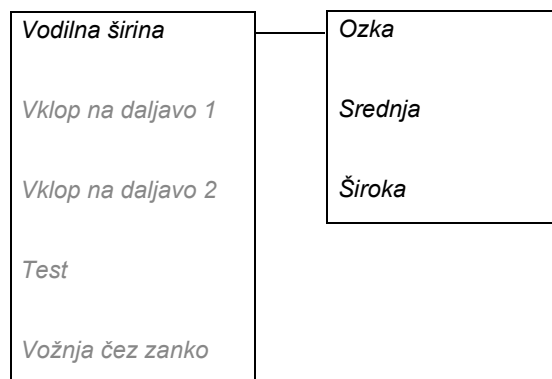 Vodilna širina
Vklop na daljavo 1
Vklop na daljavo 2
Test
Vožnja čez zanko
Ozka
Srednja
Široka